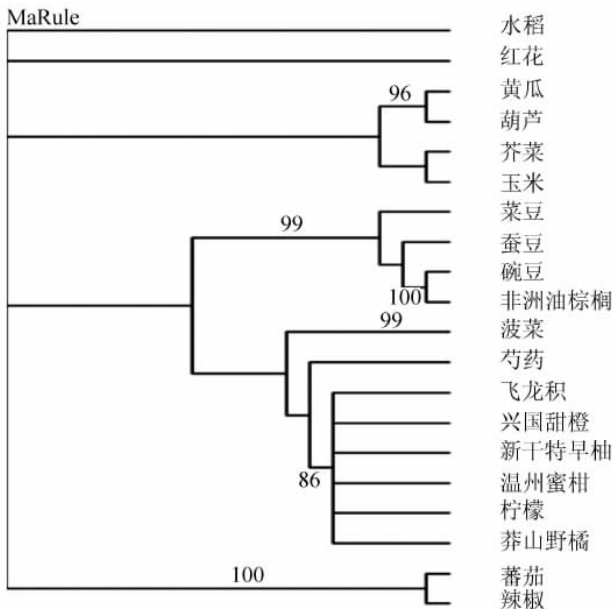 MaRule
水稻
红花
96
黄瓜
葫芦
芥菜
玉米
菜豆
99
蚕豆
碗豆
100
非洲油棕榈
99
菠菜
芍药
飞龙积
兴国甜橙
新干特早柚
86
温州蜜柑
柠檬
莽山野橘
100
蕃茄
辣椒